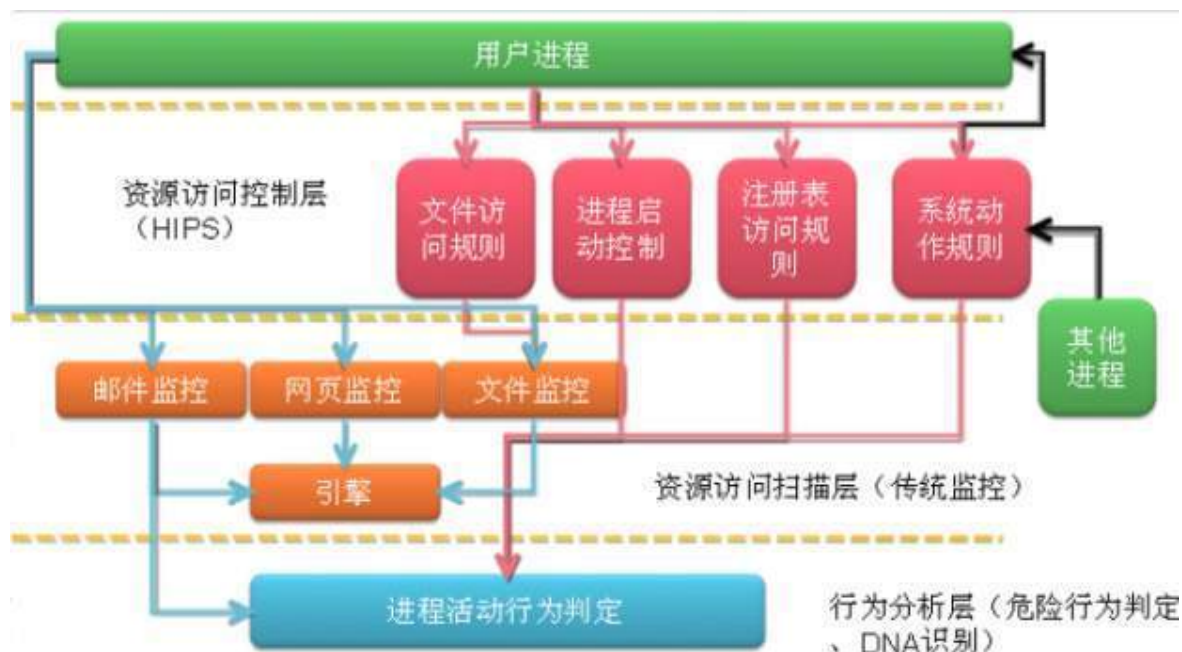 用户进程
资源访问控制层
（HIPS）
文件访
问规则
进程启
动控制
注册表
访问规
则
系统动
作规则
其他
进程
邮件监控
网页监控
文件监控
引擎
资源访问扫描层（传统监控）
进程活动行为判定
行为分析层（危险行为判定
、DNA识别）